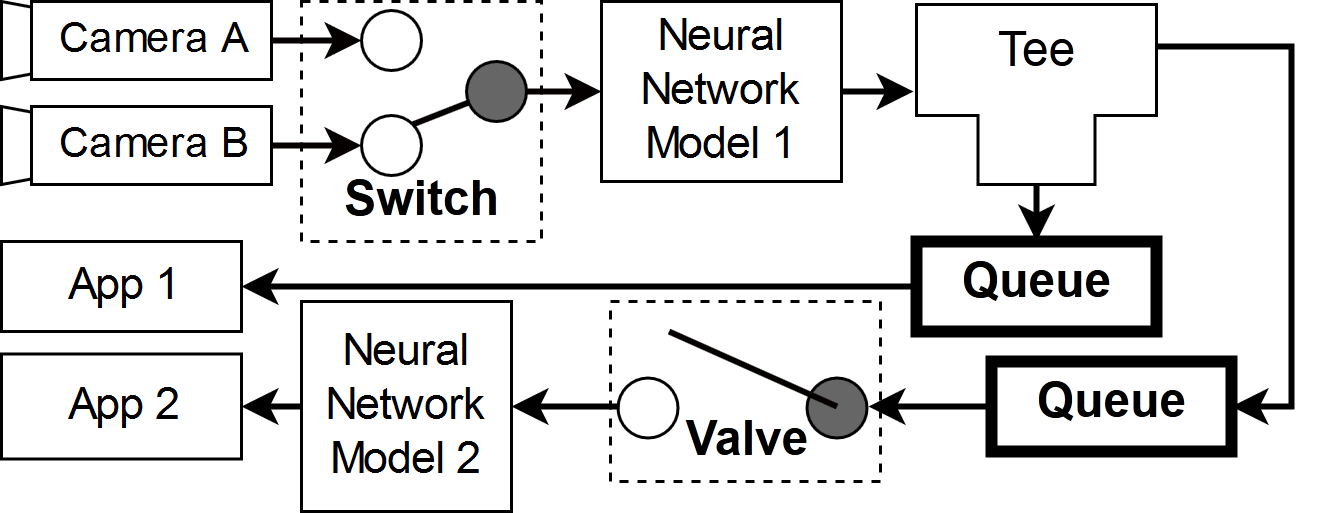 Camera A
Camera B
Switch
Neural
Network
Model 1
Tee
Queue
App 1
Queue
Valve
Neural
Network
Model 2
App 2